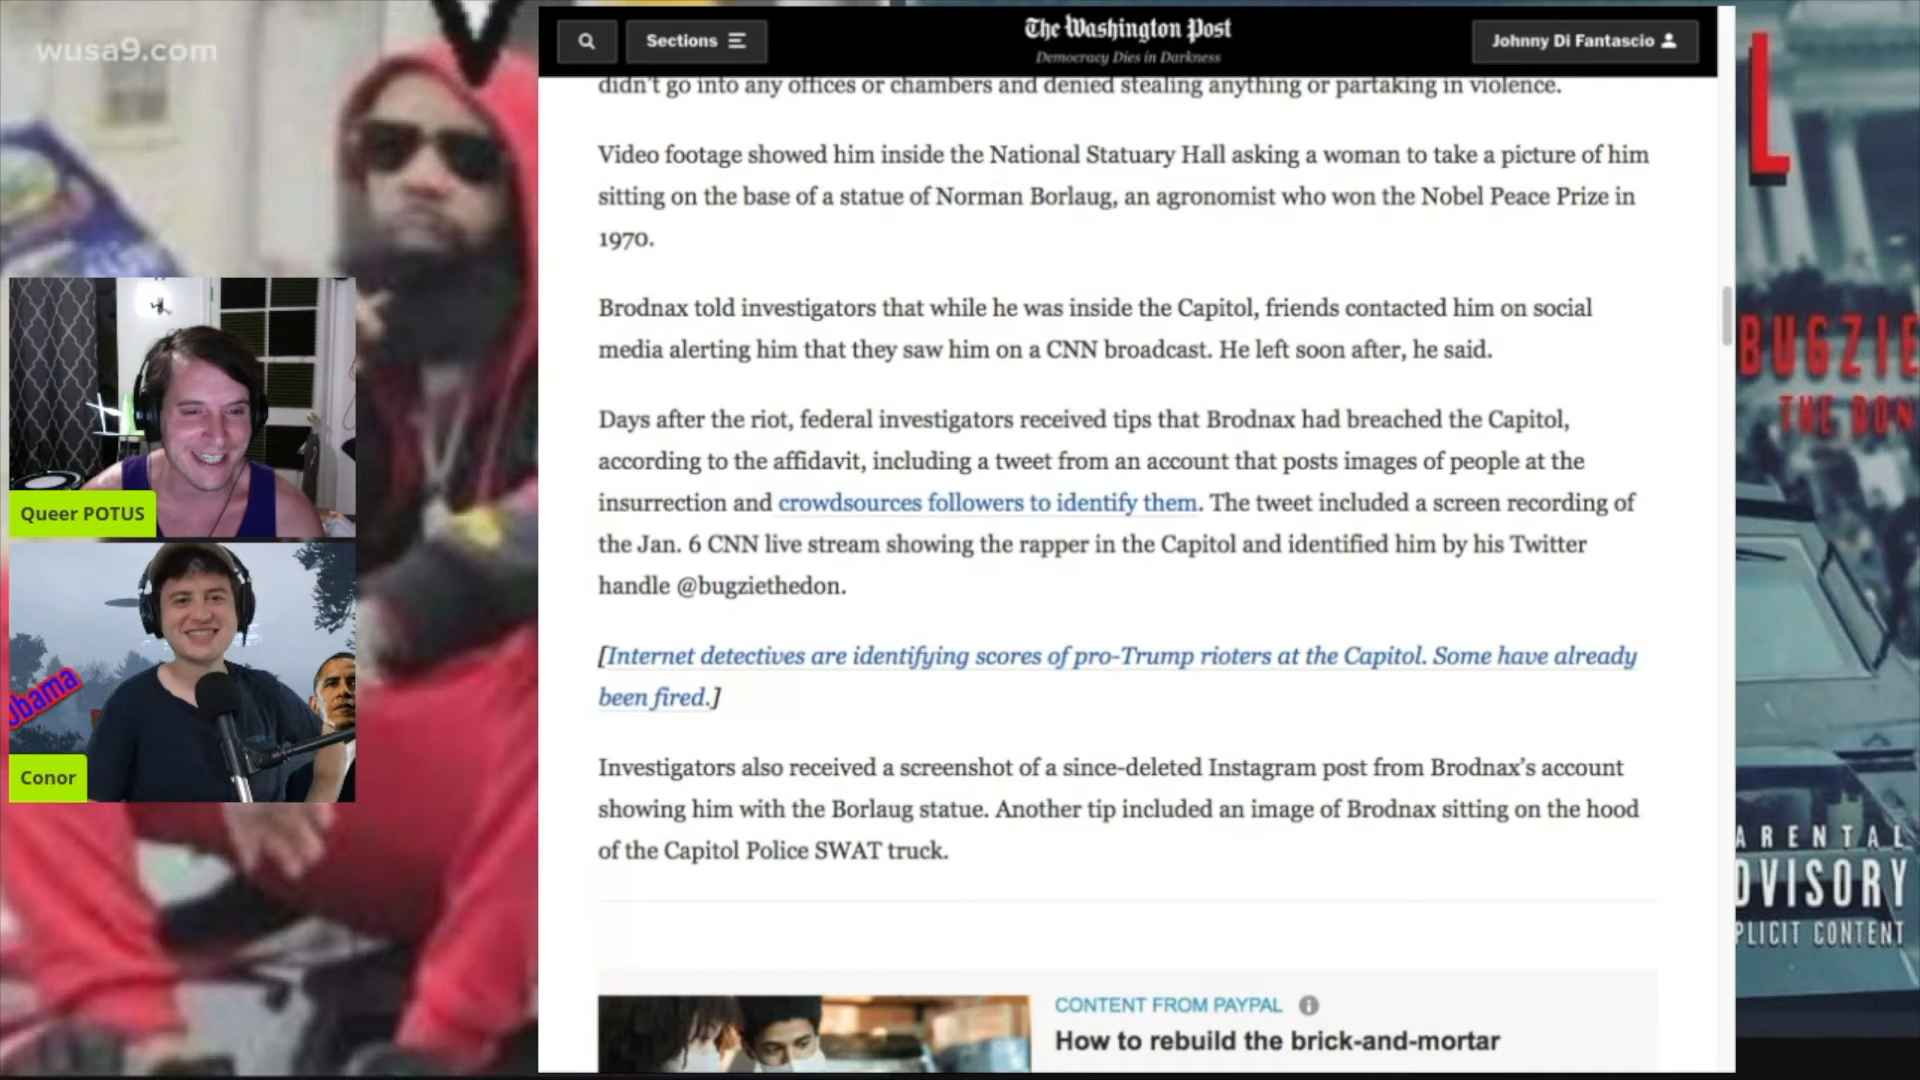 wusa9.com
Sections
The Washington Post
Democracy Dies in Darkness
Johnny Di Fantascio
didn't go into any offices or chambers and denied stealing anything or partaking in violence.
Video footage showed him inside the National Statuary Hall asking a woman to take a picture of him
sitting on the base of a statue of Norman Borlaug, an agronomist who won the Nobel Peace Prize in
1970.
Brodnax told investigators that while he was inside the Capitol, friends contacted him on social
media alerting him that they saw him on a CNN broadcast. He left soon after, he said.
Days after the riot, federal investigators received tips that Brodnax had breached the Capitol,
according to the affidavit, including a tweet from an account that posts images of people at the
insurrection and crowdsources followers to identify them. The tweet included a screen recording of
the Jan. 6 CNN live stream showing the rapper in the Capitol and identified him by his Twitter
handle @bugziethedon.
[Internet detectives are identifying scores of pro-Trump rioters at the Capitol. Some have already
been fired.]
Investigators also received a screenshot of a since-deleted Instagram post from Brodnax's account
showing him with the Borlaug statue. Another tip included an image of Brodnax sitting on the hood
of the Capitol Police SWAT truck.
CONTENT FROM PAYPAL
How to rebuild the brick-and-mortar
Queer POTUS
Obama
Conor
L
BUGZIE
THE DON
ARENTAL
DVISORY
PLICIT CONTENT